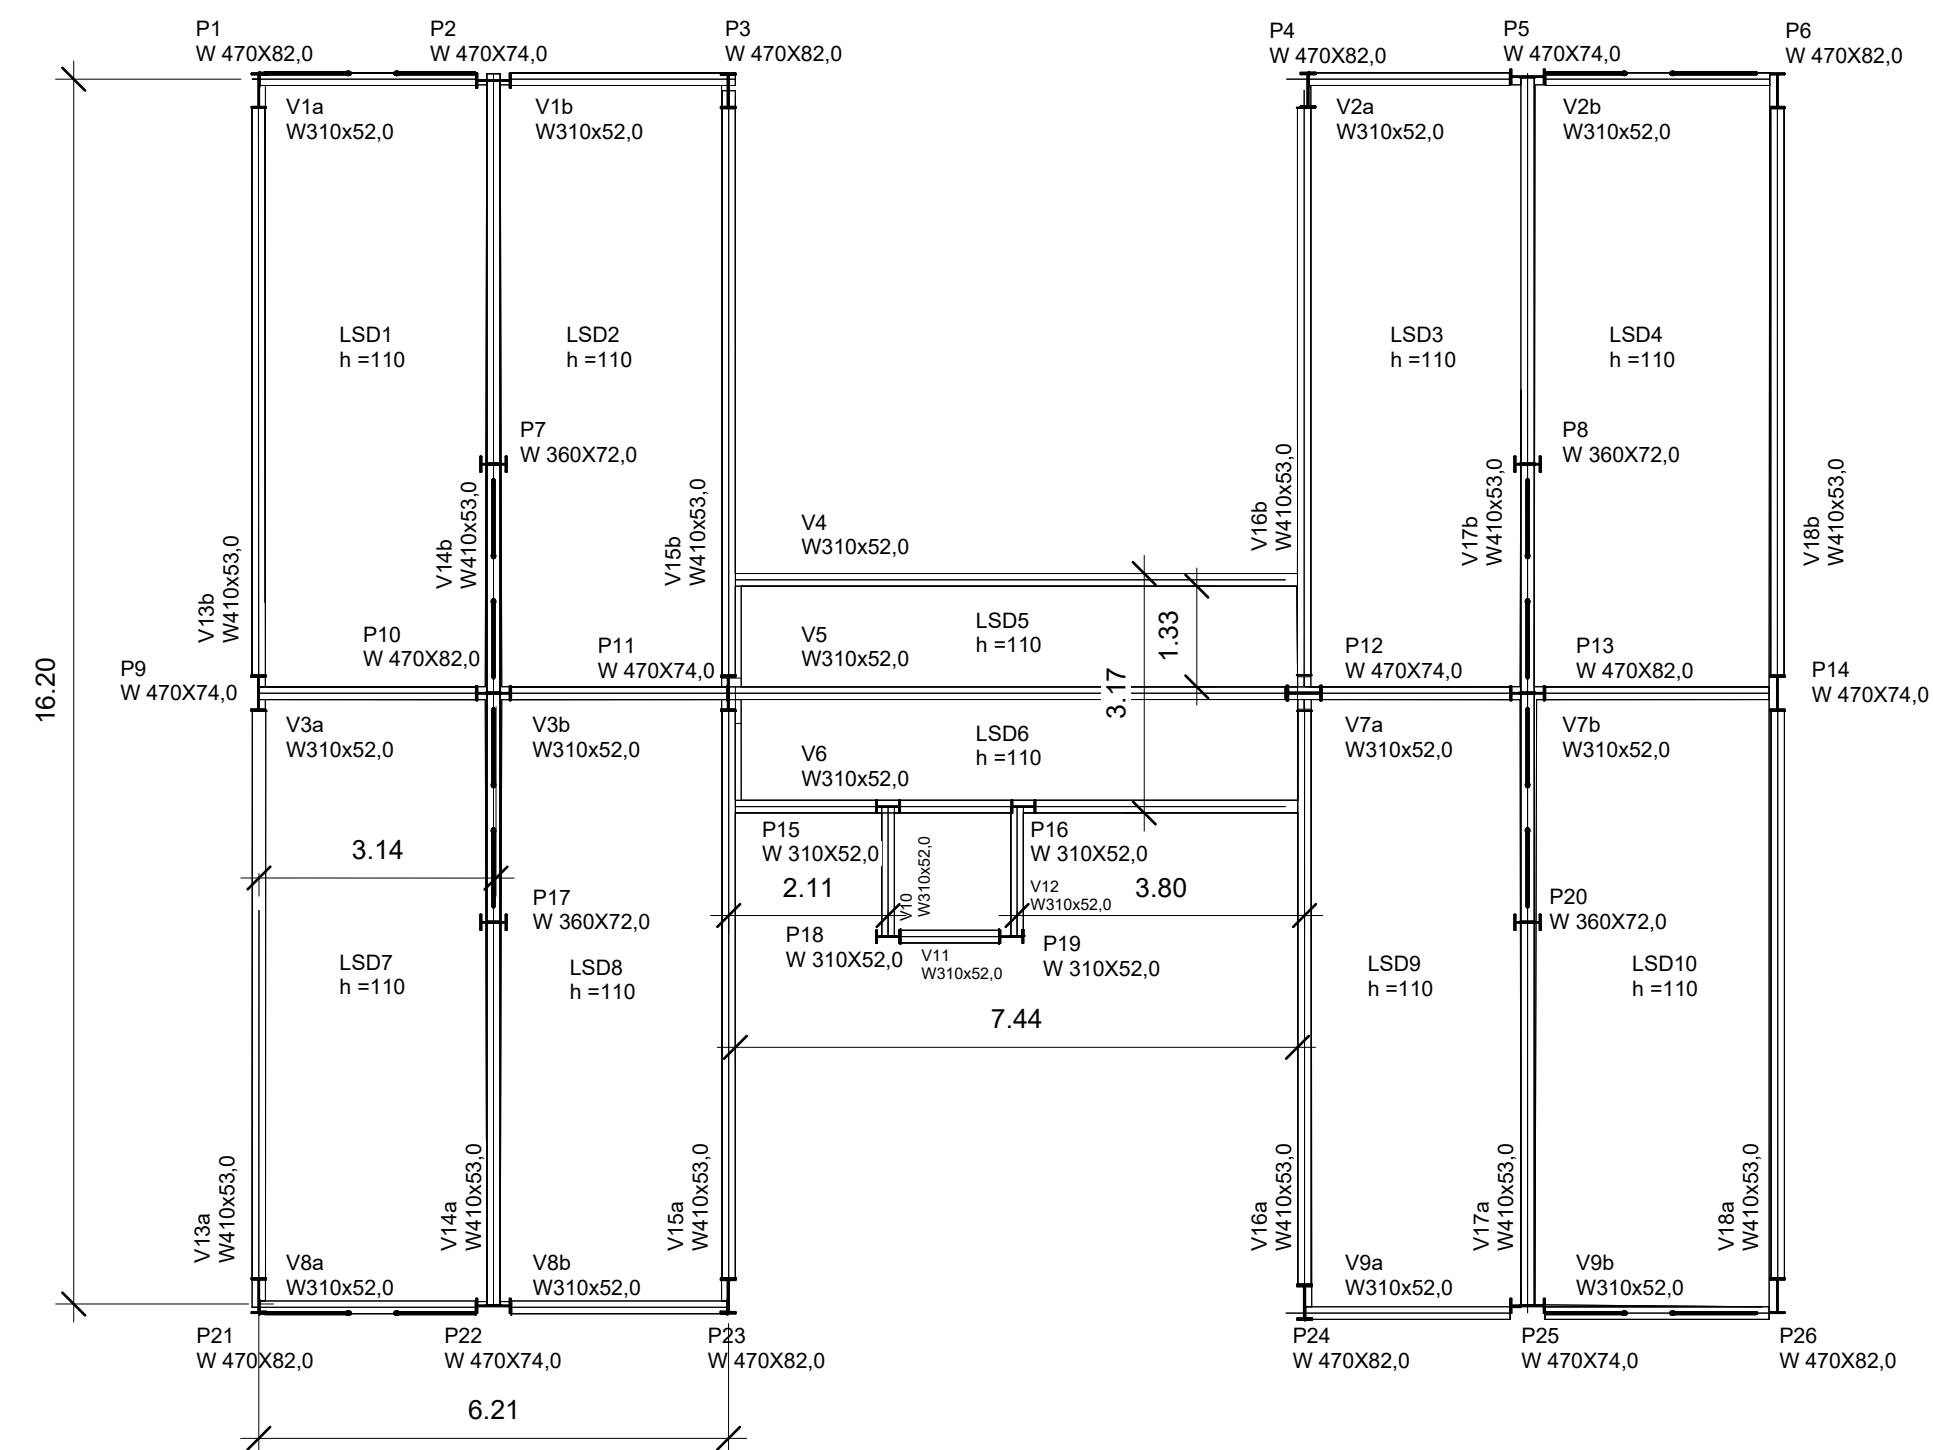 P1
W 470X82,0
P2
W 470X74,0
P3
W 470X82,0
P4
W 470X82,0
P5
W 470X74,0
P6
W 470X82,0
V1a
W310x52,0
V1b
W310x52,0
V2a
W310x52,0
V2b
W310x52,0
LSD1
h =110
LSD2
h =110
LSD3
h =110
LSD4
h =110
P7
W 360X72,0
P8
W 360X72,0
V13b
W410x53,0
V14b
W410x53,0
V15b
W410x53,0
V16b
W410x53,0
V17b
W410x53,0
V18b
W410x53,0
V4
W310x52,0
LSD5
h =110
V5
W310x52,0
1.33
3.17
P9
W 470X74,0
P10
W 470X82,0
P11
W 470X74,0
P12
W 470X74,0
P13
W 470X82,0
P14
W 470X74,0
16.20
V3a
W310x52,0
V3b
W310x52,0
LSD6
h =110
V6
W310x52,0
V7a
W310x52,0
V7b
W310x52,0
3.14
P15
W 310X52,0
P16
W 310X52,0
2.11
V10
W310x52,0
V12
W310x52,0
3.80
P17
W 360X72,0
P18
W 310X52,0
V11
W310x52,0
P19
W 310X52,0
P20
W 360X72,0
LSD7
h =110
LSD8
h =110
LSD9
h =110
LSD10
h =110
7.44
V13a
W410x53,0
V14a
W410x53,0
V15a
W410x53,0
V16a
W410x53,0
V17a
W410x53,0
V18a
W410x53,0
V8a
W310x52,0
V8b
W310x52,0
V9a
W310x52,0
V9b
W310x52,0
P21
W 470X82,0
P22
W 470X74,0
P23
W 470X82,0
P24
W 470X82,0
P25
W 470X74,0
P26
W 470X82,0
6.21